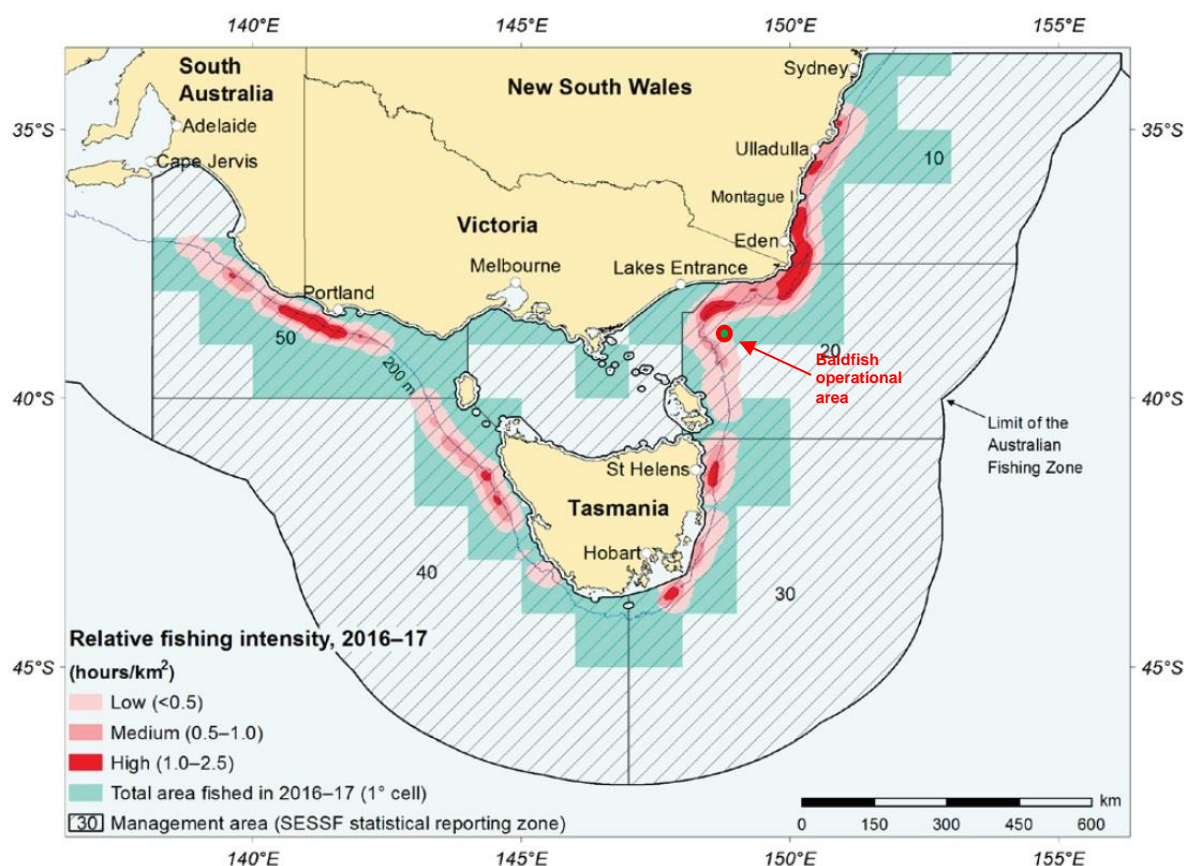 140°E
145°E
150°E
155°E
South
Australia
New South Wales
Sydney
35°S
35°S
Adelaide
Cape Jervis
Ulladulla
10
Montague I
Victoria
Eden
Melbourne
Lakes Entrance
Portland
50
20
Baldfish
operational
area
200 m
40°S
40°S
Limit of the
Australian
Fishing Zone
St Helens
Tasmania
Hobart
40
30
Relative fishing intensity, 2016–17
(hours/km²)
45°S
45°S
Low (<0.5)
Medium (0.5–1.0)
High (1.0–2.5)
Total area fished in 2016–17 (1° cell)
30 Management area (SESSF statistical reporting zone)
km
0 150 300 450 600
140°E
145°E
150°E
155°E